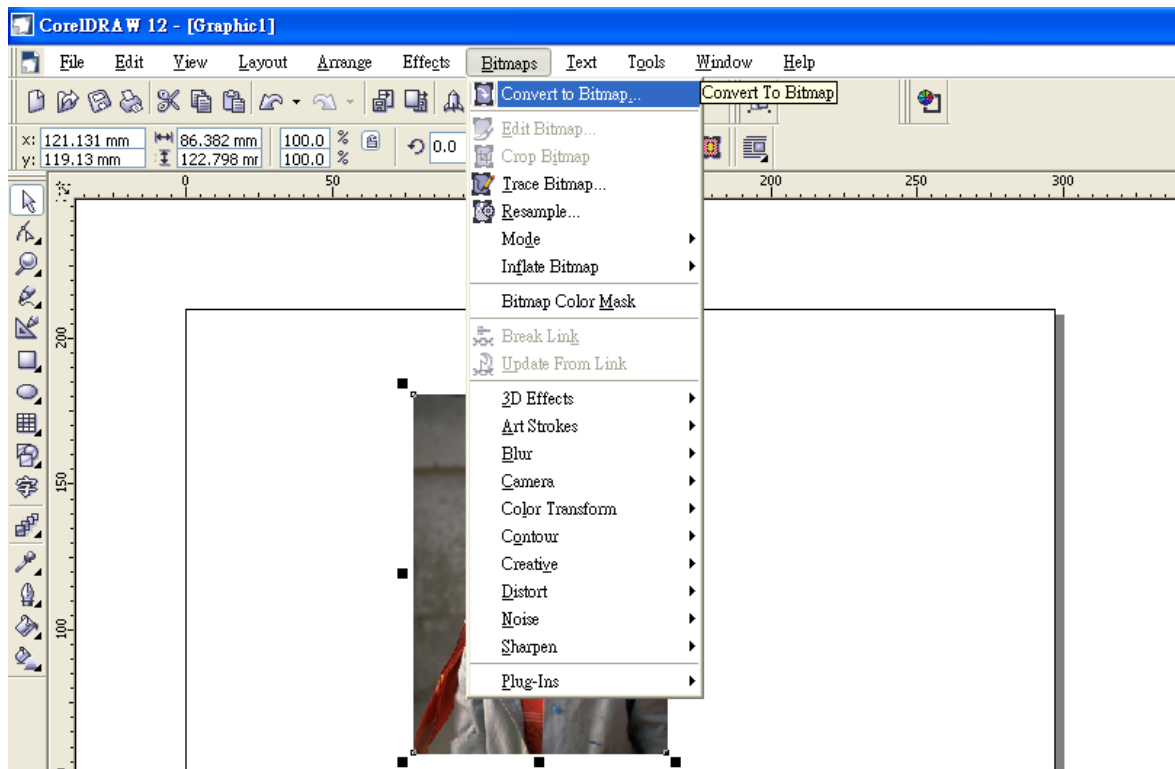 CorelDRAW 12 - [Graphic1]
File Edit View Layout Arrange Effects Bitmaps Text Tools Window Help
Convert to Bitmap...
Convert To Bitmap
x: 121.131 mm 86.382 mm 100.0 % 0.0
y: 119.13 mm 122.798 mr 100.0 %
Edit Bitmap...
Crop Bitmap
Trace Bitmap...
Resample...
Mode
Inflate Bitmap
Bitmap Color Mask
Break Link
Update From Link
3D Effects
Art Strokes
Blur
Camera
Color Transform
Contour
Creative
Distort
Noise
Sharpen
Plug-Ins
0 50 200 250 300
200
150
100
字